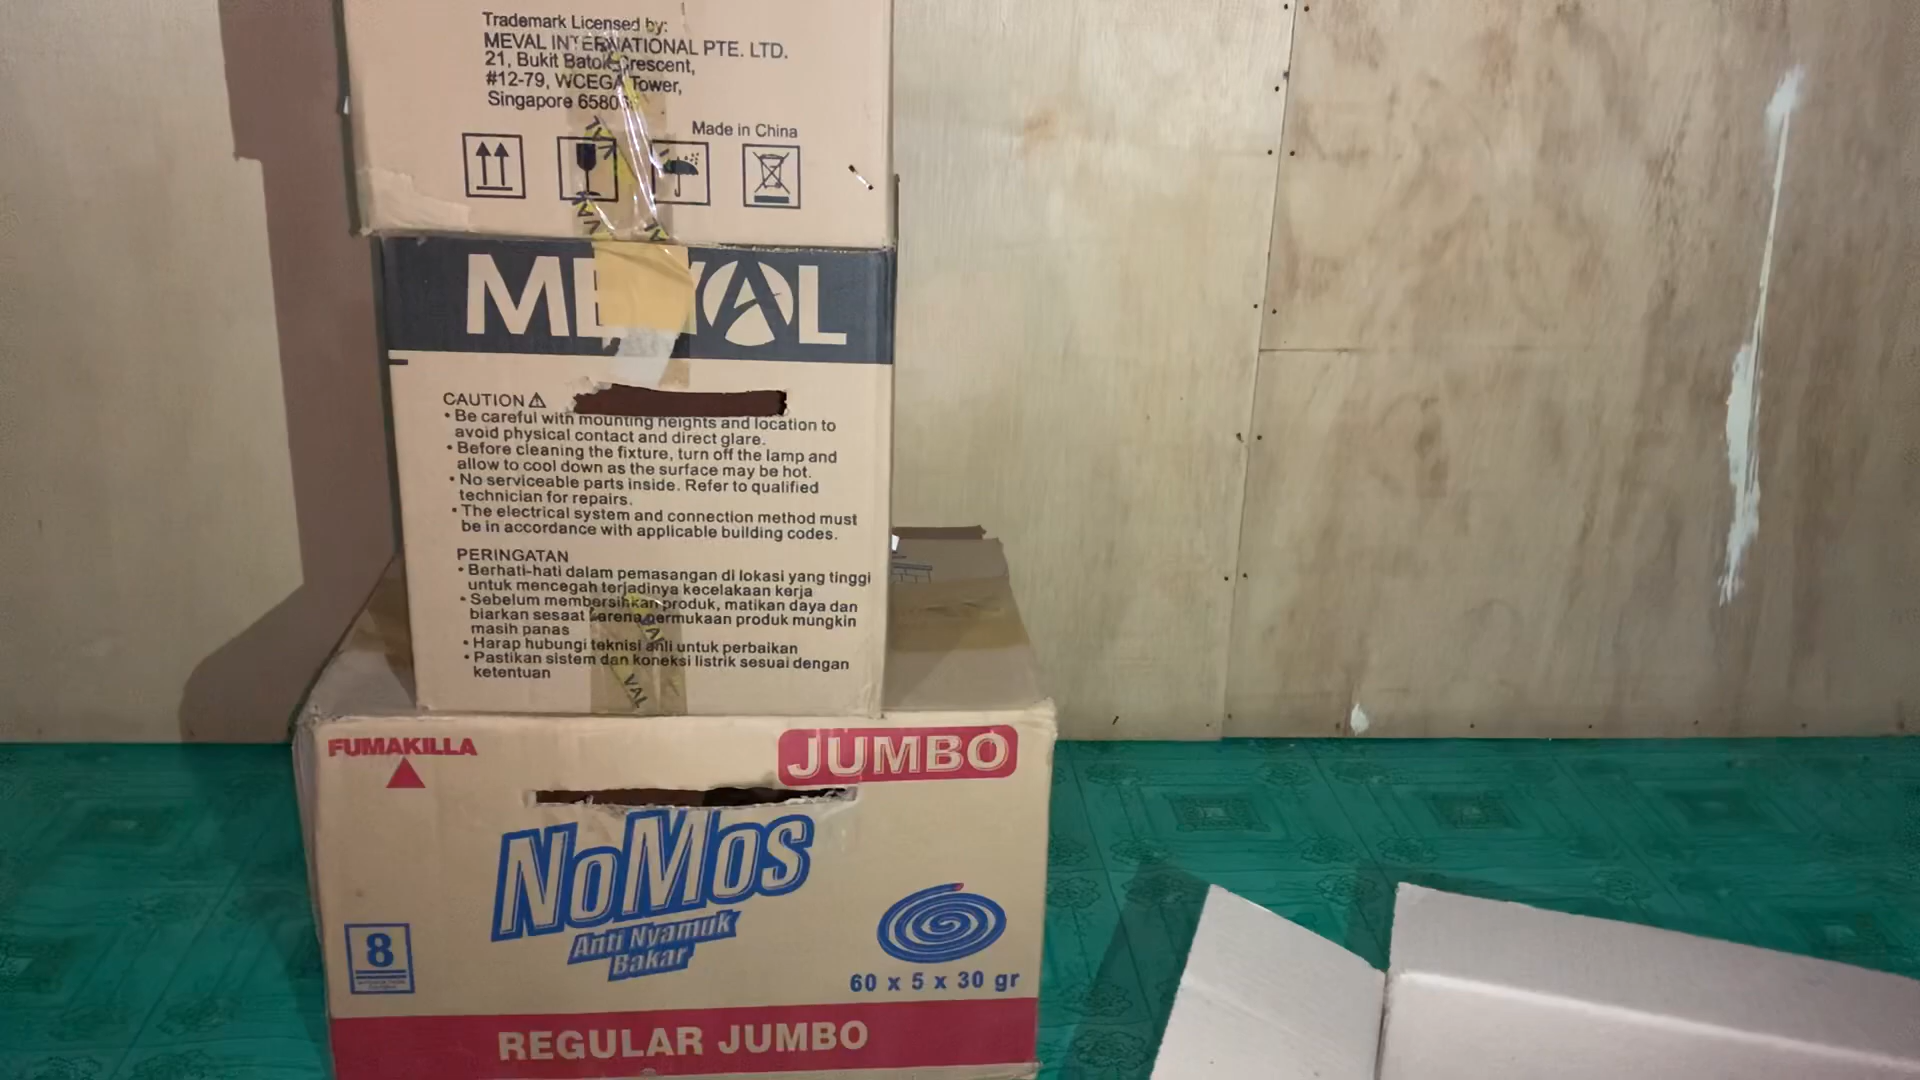 Trademark Licensed by:
MEVAL INTERNATIONAL PTE. LTD.
21, Bukit Batok Crescent,
#12-79, WCEGA Tower,
Singapore
Made in China
MEVAL
CAUTION
• Be careful with mounting heights and location to
avoid physical contact and direct glare.
• Before cleaning the fixture, turn off the lamp and
allow to cool down as the surface may be hot.
• No serviceable parts inside. Refer to qualified
technician for repairs.
• The electrical system and connection method must
be in accordance with applicable building codes.
PERINGATAN
• Berhati-hati dalam pemasangan di lokasi yang tinggi
untuk mencegah terjadinya kecelakaan kerja
• Sebelum membersihkan produk, matikan daya dan
biarkan sesaat karena permukaan produk mungkin
masih panas
• Harap hubungi teknisi ahli untuk perbaikan
• Pastikan sistem dan koneksi listrik sesuai dengan
ketentuan
VAL
FUMAKILLA
JUMBO
NoMos
Anti Nyamuk
Bakar
8
60 x 5 x 30 gr
REGULAR JUMBO